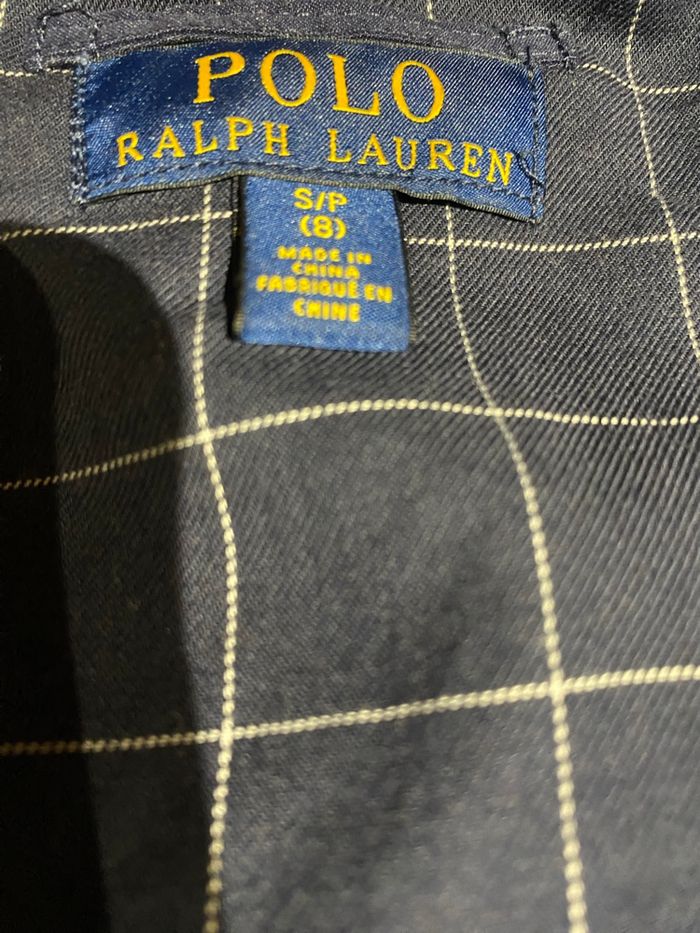 POLO
RALPH LAUREN
S/P
(8)
MADE IN
CHINA
FABRIQUÉ EN
CHINE